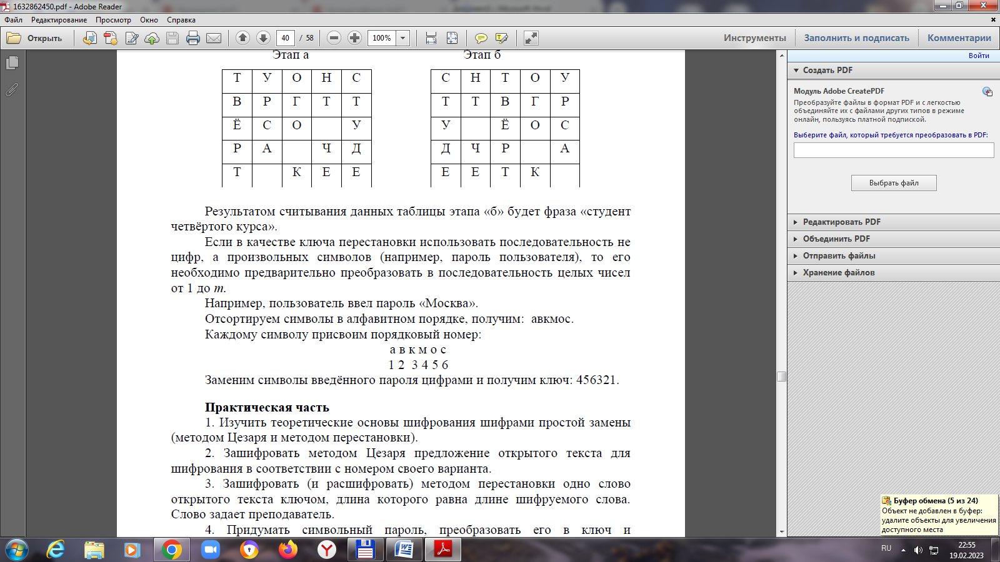 1632862450.pdf - Adobe Reader
Файл Редактирование Просмотр Окно Справка
Открыть 40 / 58 100% Инструменты Заполнить и подписать Комментарии
Этап а Этап б
Т У О Н С С Н Т О У
В Р Г Т Т Т Т В Г Р
Ё С О У У Ё О С
Р А Ч Д Д Ч Р А
Т К Е Е Е Е Т К
Результатом считывания данных таблицы этапа «б» будет фраза «студент
четвёртого курса».
Если в качестве ключа перестановки использовать последовательность не
цифр, а произвольных символов (например, пароль пользователя), то его
необходимо предварительно преобразовать в последовательность целых чисел
от 1 до m.
Например, пользователь ввел пароль «Москва».
Отсортируем символы в алфавитном порядке, получим: авкмос.
Каждому символу присвоим порядковый номер:
а в к м о с
1 2 3 4 5 6
Заменим символы введённого пароля цифрами и получим ключ: 456321.
Практическая часть
1. Изучить теоретические основы шифрования шифрами простой замены
(методом Цезаря и методом перестановки).
2. Зашифровать методом Цезаря предложение открытого текста для
шифрования в соответствии с номером своего варианта.
3. Зашифровать (и расшифровать) методом перестановки одно слово
открытого текста ключом, длина которого равна длине шифруемого слова.
Слово задает преподаватель.
4. Придумать символьный пароль, преобразовать его в ключ и
Войти
Создать PDF
Модуль Adobe CreatePDF
Преобразуйте файлы в формат PDF и с легкостью
объединяйте их с файлами других типов в режиме
онлайн, пользуясь платной подпиской.
Выберите файл, который требуется преобразовать в PDF:
Выбрать файл
Редактировать PDF
Объединить PDF
Отправить файлы
Хранение файлов
Буфер обмена (5 из 24)
Объект не добавлен в буфер:
удалите объекты для увеличения
доступного места
RU 22:55
19.02.2023